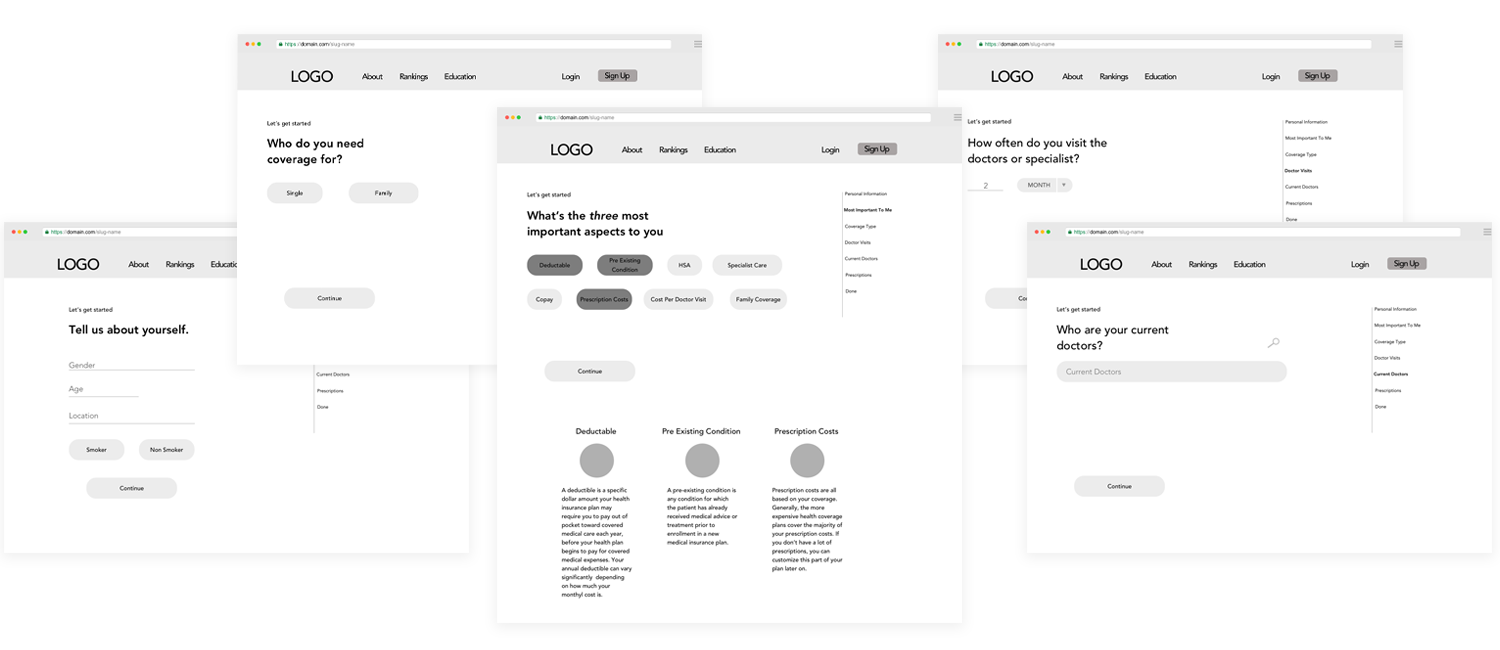 https://domain.com/slug-name
LOGO
About
Rankings
Education
Login
Sign Up
Let's get started
Who do you need
coverage for?
Single
Family
Continue
https://domain.com/slug-name
LOGO
About
Rankings
Educatio
Let's get started
Tell us about yourself.
Gender
Age
Location
Smoker
Non Smoker
Continue
Current Doctors
Prescriptions
Done
https://domain.com/slug-name
LOGO
About
Rankings
Education
Login
Sign Up
Let's get started
What's the three most
important aspects to you
Deductable
Pre Existing
Condition
HSA
Specialist Care
Copay
Prescription Costs
Cost Per Doctor Visit
Family Coverage
Continue
Personal Information
Most Important To Me
Coverage Type
Doctor Visits
Current Doctors
Prescriptions
Done
Deductable
A deductible is a specific
dollar amount your health
insurance plan may
require you to pay out of
pocket toward covered
medical care each year,
before your health plan
begins to pay for covered
medical expenses. Your
annual deductible can vary
significantly depending
on how much your
monthyl cost is.
Pre Existing Condition
A pre-existing condition is
any condition for which
the patient has already
received medical advice or
treatment prior to
enrollment in a new
medical insurance plan.
Prescription Costs
Prescription costs are all
based on your coverage.
Generally, the more
expensive health coverage
plans cover the majority of
your prescription costs. If
you don't have a lot of
prescriptions, you can
customize this part of your
plan later on.
https://domain.com/slug-name
LOGO
About
Rankings
Education
Login
Sign Up
Let's get started
How often do you visit the
doctors or specialist?
2
MONTH
Co
Personal Information
Most Important To Me
Coverage Type
Doctor Visits
Current Doctors
Prescriptions
Done
https://domain.com/slug-name
LOGO
About
Rankings
Education
Login
Sign Up
Let's get started
Who are your current
doctors?
Current Doctors
Continue
Personal Information
Most Important To Me
Coverage Type
Doctor Visits
Current Doctors
Prescriptions
Done